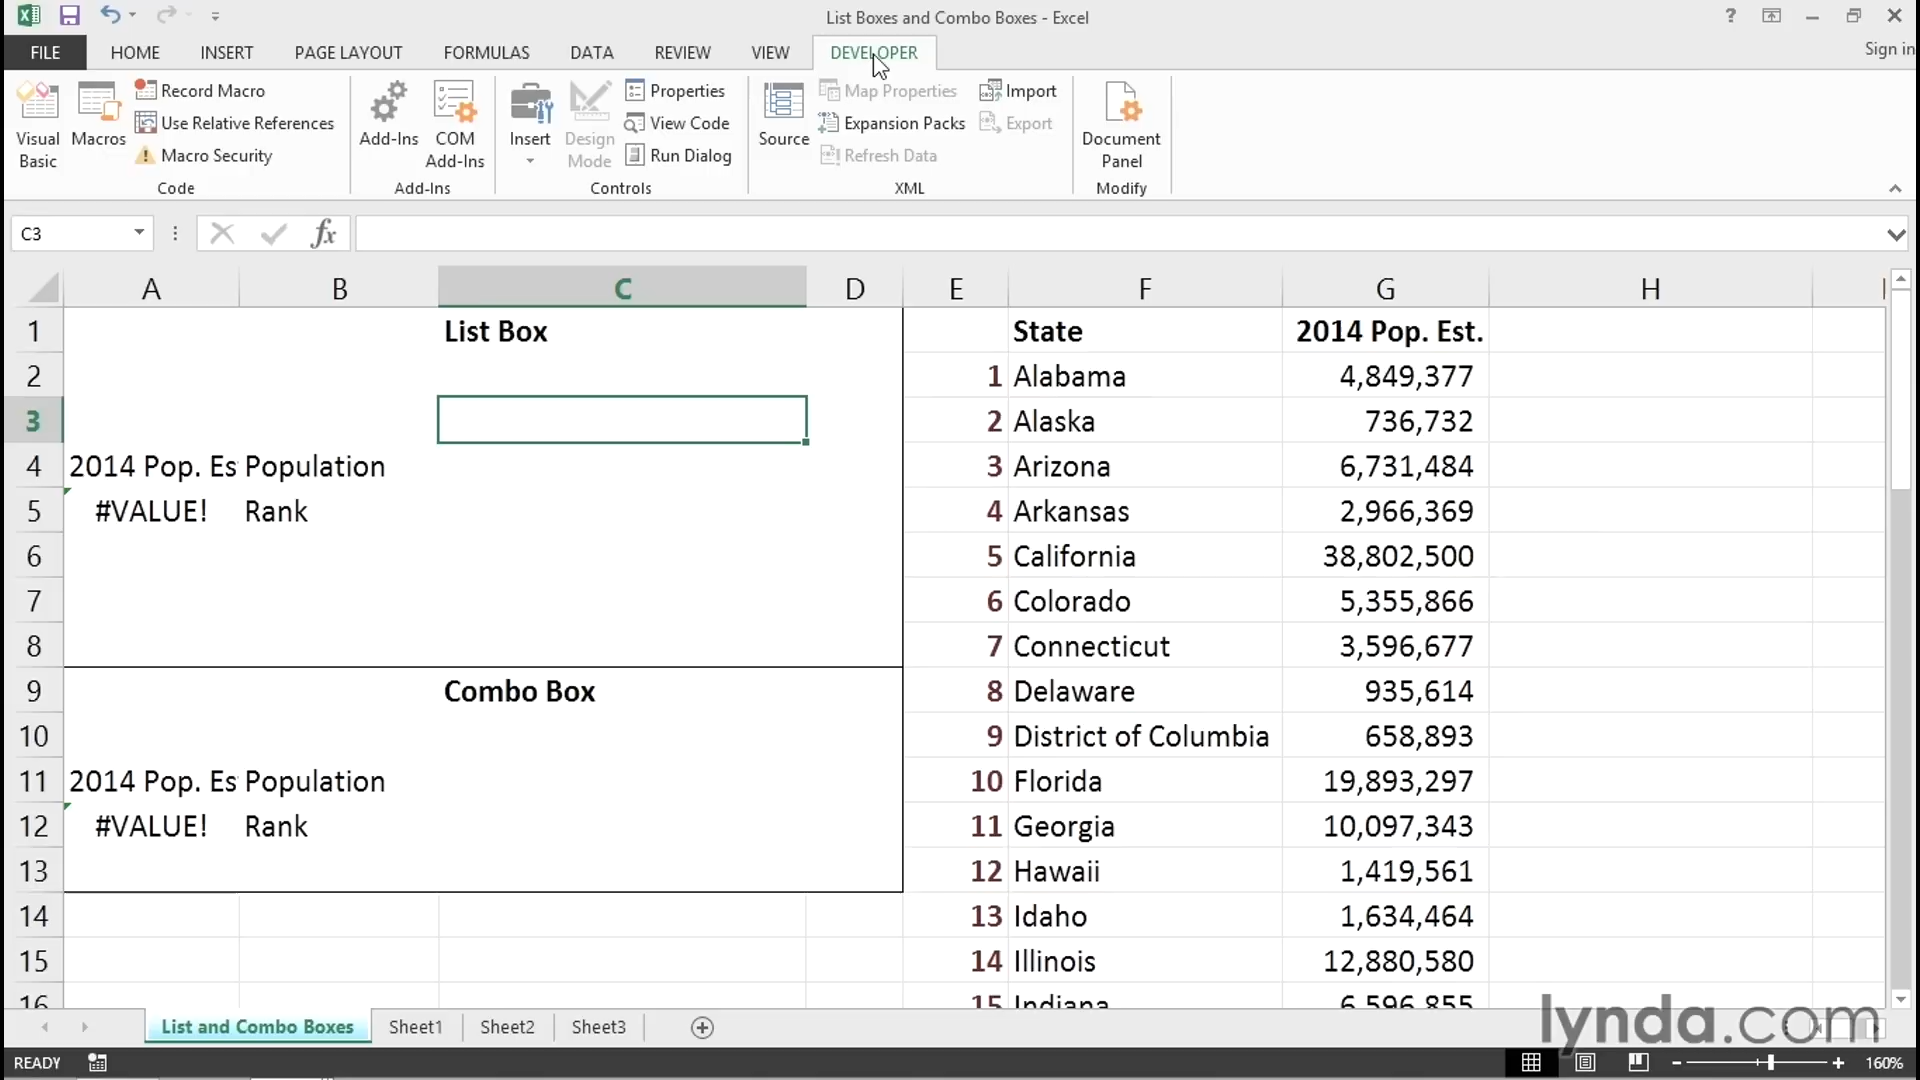 List Boxes and Combo Boxes - Excel
?
Sign in
FILE HOME INSERT PAGE LAYOUT FORMULAS DATA REVIEW VIEW DEVELOPER
Visual Basic
Macros
Record Macro
Use Relative References
Macro Security
Code
Add-Ins
COM Add-Ins
Add-Ins
Insert
Design Mode
Properties
View Code
Run Dialog
Controls
Source
Map Properties
Expansion Packs
Refresh Data
Import
Export
XML
Document Panel
Modify
C3 fx
A B C D E F G H
1 List Box State 2014 Pop. Est.
2 1 Alabama 4,849,377
3 2 Alaska 736,732
4 2014 Pop. Es Population 3 Arizona 6,731,484
5 #VALUE! Rank 4 Arkansas 2,966,369
6 5 California 38,802,500
7 6 Colorado 5,355,866
8 7 Connecticut 3,596,677
9 Combo Box 8 Delaware 935,614
10 9 District of Columbia 658,893
11 2014 Pop. Es Population 10 Florida 19,893,297
12 #VALUE! Rank 11 Georgia 10,097,343
13 12 Hawaii 1,419,561
14 13 Idaho 1,634,464
15 14 Illinois 12,880,580
16 15 Indiana 6,596,855
List and Combo Boxes Sheet1 Sheet2 Sheet3
lynda.com
READY 160%